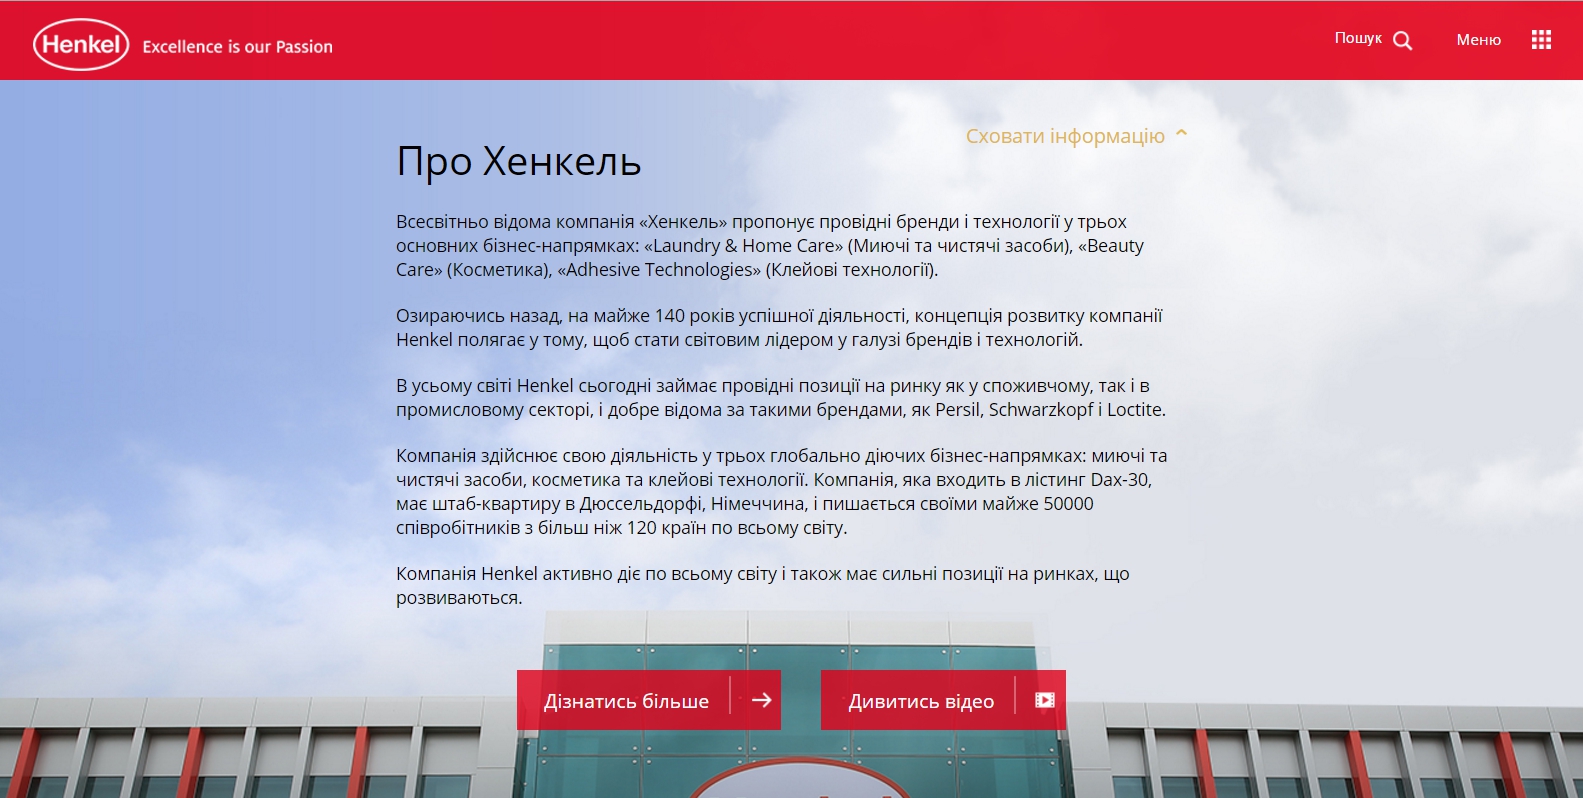 Henkel Excellence is our Passion
Пошук
Меню
Сховати інформацію
Про Хенкель
Всесвітньо відома компанія «Хенкель» пропонує провідні бренди і технології у трьох
основних бізнес-напрямках: «Laundry & Home Care» (Миючі та чистячі засоби), «Beauty
Care» (Косметика), «Adhesive Technologies» (Клейові технології).
Озираючись назад, на майже 140 років успішної діяльності, концепція розвитку компанії
Henkel полягає у тому, щоб стати світовим лідером у галузі брендів і технологій.
В усьому світі Henkel сьогодні займає провідні позиції на ринку як у споживчому, так і в
промисловому секторі, і добре відома за такими брендами, як Persil, Schwarzkopf і Loctite.
Компанія здійснює свою діяльність у трьох глобально діючих бізнес-напрямках: миючі та
чистячі засоби, косметика та клейові технології. Компанія, яка входить в лістинг Dax-30,
має штаб-квартиру в Дюссельдорфі, Німеччина, і пишається своїми майже 50000
співробітників з більш ніж 120 країн по всьому світу.
Компанія Henkel активно діє по всьому світу і також має сильні позиції на ринках, що
розвиваються.
Дізнатись більше
Дивитись відео